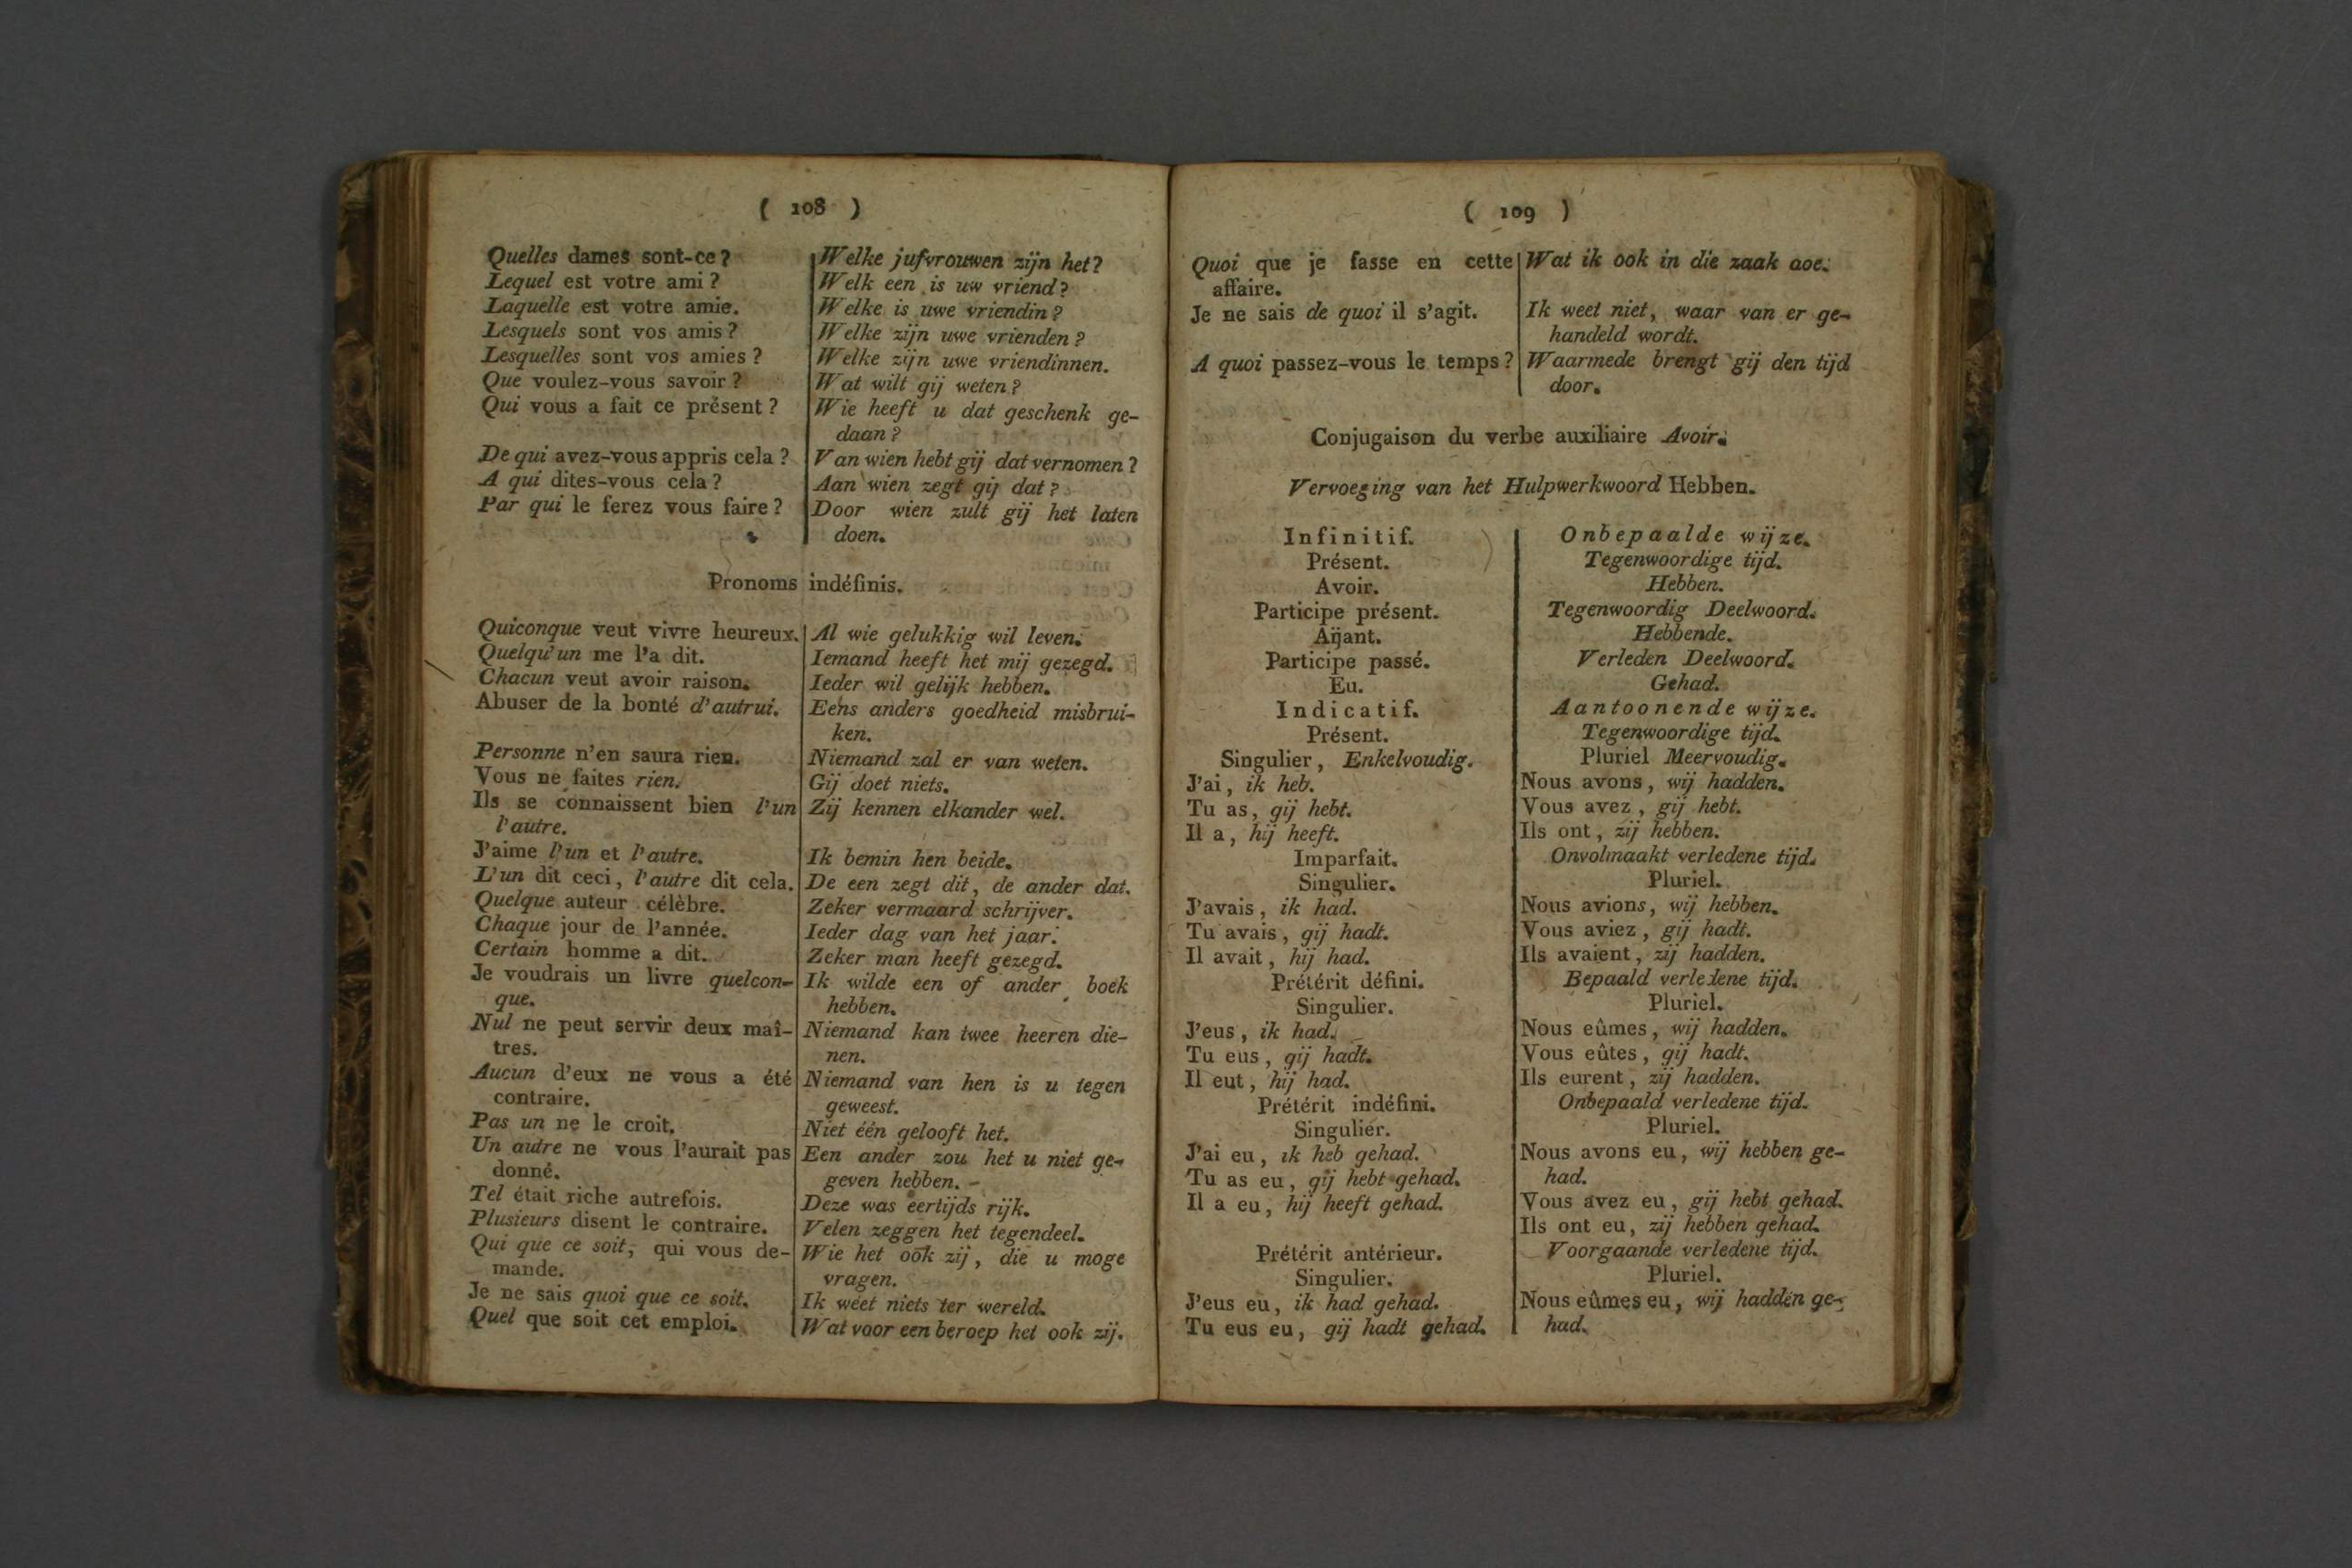 ( 108 )
Quelles dames sont-ce?
Lequel est votre ami?
Laquelle est votre amie.
Lesquels sont vos amis?
Lesquelles sont vos amies?
Que voulez-vous savoir?
Qui vous a fait ce présent?
De qui avez-vous appris cela?
A qui dites-vous cela?
Par qui le ferez vous faire?
Welke jufvrouwen zijn het?
Welk een is uw vriend?
Welke is uwe vriendin?
Welke zijn uwe vrienden?
Welke zijn uwe vriendinnen.
Wat wilt gij weten?
Wie heeft u dat geschenk ge-
daan?
Van wien hebt gij dat vernomen?
Aan wien zegt gij dat?
Door wien zult gij het laten
doen.
Pronoms indéfinis.
Quiconque veut vivre heureux.
Quelqu'un me l'a dit.
Chacun veut avoir raison.
Abuser de la bonté d'autrui.
Personne n'en saura rien.
Vous ne faites rien.
Ils se connaissent bien l'un
l'autre.
J'aime l'un et l'autre.
L'un dit ceci, l'autre dit cela.
Quelque auteur célèbre.
Chaque jour de l'année.
Certain homme a dit.
Je voudrais un livre quelcon-
que.
Nul ne peut servir deux maî-
tres.
Aucun d'eux ne vous a été
contraire.
Pas un ne le croit.
Un autre ne vous l'aurait pas
donné.
Tel était riche autrefois.
Plusieurs disent le contraire.
Qui que ce soit, qui vous de-
mande.
Je ne sais quoi que ce soit.
Quel que soit cet emploi.
Al wie gelukkig wil leven.
Iemand heeft het mij gezegd.
Ieder wil gelijk hebben.
Eens anders goedheid misbrui-
ken.
Niemand zal er van weten.
Gij doet niets.
Zij kennen elkander wel.
Ik bemin hen beide.
De een zegt dit, de ander dat.
Zeker vermaard schrijver.
Ieder dag van het jaar.
Zeker man heeft gezegd.
Ik wilde een of ander boek
hebben.
Niemand kan twee heeren die-
nen.
Niemand van hen is u tegen
geweest.
Niet één gelooft het.
Een ander zou het u niet ge-
geven hebben.
Deze was eertijds rijk.
Velen zeggen het tegendeel.
Wie het ook zij, die u moge
vragen.
Ik weet niets ter wereld.
Wat voor een beroep het ook zij.
( 109 )
Quoi que je fasse en cette
affaire.
Je ne sais de quoi il s'agit.
A quoi passez-vous le temps?
Wat ik ook in die zaak aoe.
Ik weet niet, waar van er ge-
handeld wordt.
Waarmede brengt gij den tijd
door.
Conjugaison du verbe auxiliaire Avoir.
Vervoeging van het Hulpwerkwoord Hebben.
Infinitif.
Présent.
Avoir.
Participe présent.
Aijant.
Participe passé.
Eu.
Indicatif.
Présent.
Singulier, Enkelvoudig.
J'ai, ik heb.
Tu as, gij hebt.
Il a, hij heeft.
Imparfait.
Singulier.
J'avais, ik had.
Tu avais, gij hadt.
Il avait, hij had.
Prétérit défini.
Singulier.
J'eus, ik had.
Tu eus, gij hadt.
Il eut, hij had.
Prétérit indéfini.
Singulier.
J'ai eu, ik heb gehad.
Tu as eu, gij hebt gehad.
Il a eu, hij heeft gehad.
Prétérit antérieur.
Singulier.
J'eus eu, ik had gehad.
Tu eus eu, gij hadt gehad.
Onbepaalde wijze.
Tegenwoordige tijd.
Hebben.
Tegenwoordig Deelwoord.
Hebbende.
Verleden Deelwoord.
Gehad.
Aantoonende wijze.
Tegenwoordige tijd.
Pluriel Meervoudig.
Nous avons, wij hadden.
Vous avez, gij hebt.
Ils ont, zij hebben.
Onvolmaakt verledene tijd.
Pluriel.
Nous avions, wij hebben.
Vous aviez, gij hadt.
Ils avaient, zij hadden.
Bepaald verledene tijd.
Pluriel.
Nous eûmes, wij hadden.
Vous eûtes, gij hadt.
Ils eurent, zij hadden.
Onbepaald verledene tijd.
Pluriel.
Nous avons eu, wij hebben ge-
had.
Vous avez eu, gij hebt gehad.
Ils ont eu, zij hebben gehad.
Voorgaande verledene tijd.
Pluriel.
Nous eûmes eu, wij hadden ge-
had.